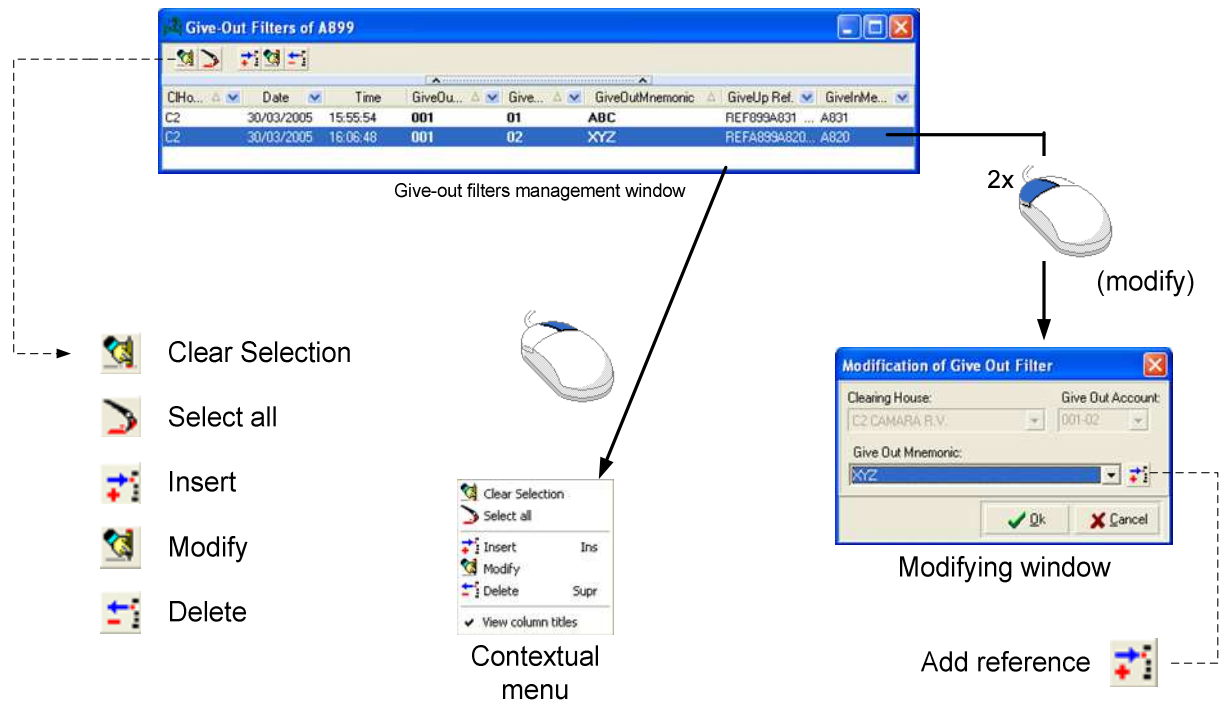 Give-Out Filters of A899
ClHo... Date Time GiveOu... Give... GiveOutMnemonic GiveUp Ref. GiveInMe...
C2 30/03/2005 15:55:54 001 01 ABC REF899A831 ... A831
C2 30/03/2005 16:06:48 001 02 XYZ REFA899A820... A820
Give-out filters management window
2x
(modify)
Clear Selection
Select all
Insert
Modify
Delete
Clear Selection
Select all
Insert Ins
Modify
Delete Supr
View column titles
Contextual
menu
Modification of Give Out Filter
Clearing House: Give Out Account:
C2 CAMARA R.V. 001-02
Give Out Mnemonic:
XYZ
Ok Cancel
Modifying window
Add reference